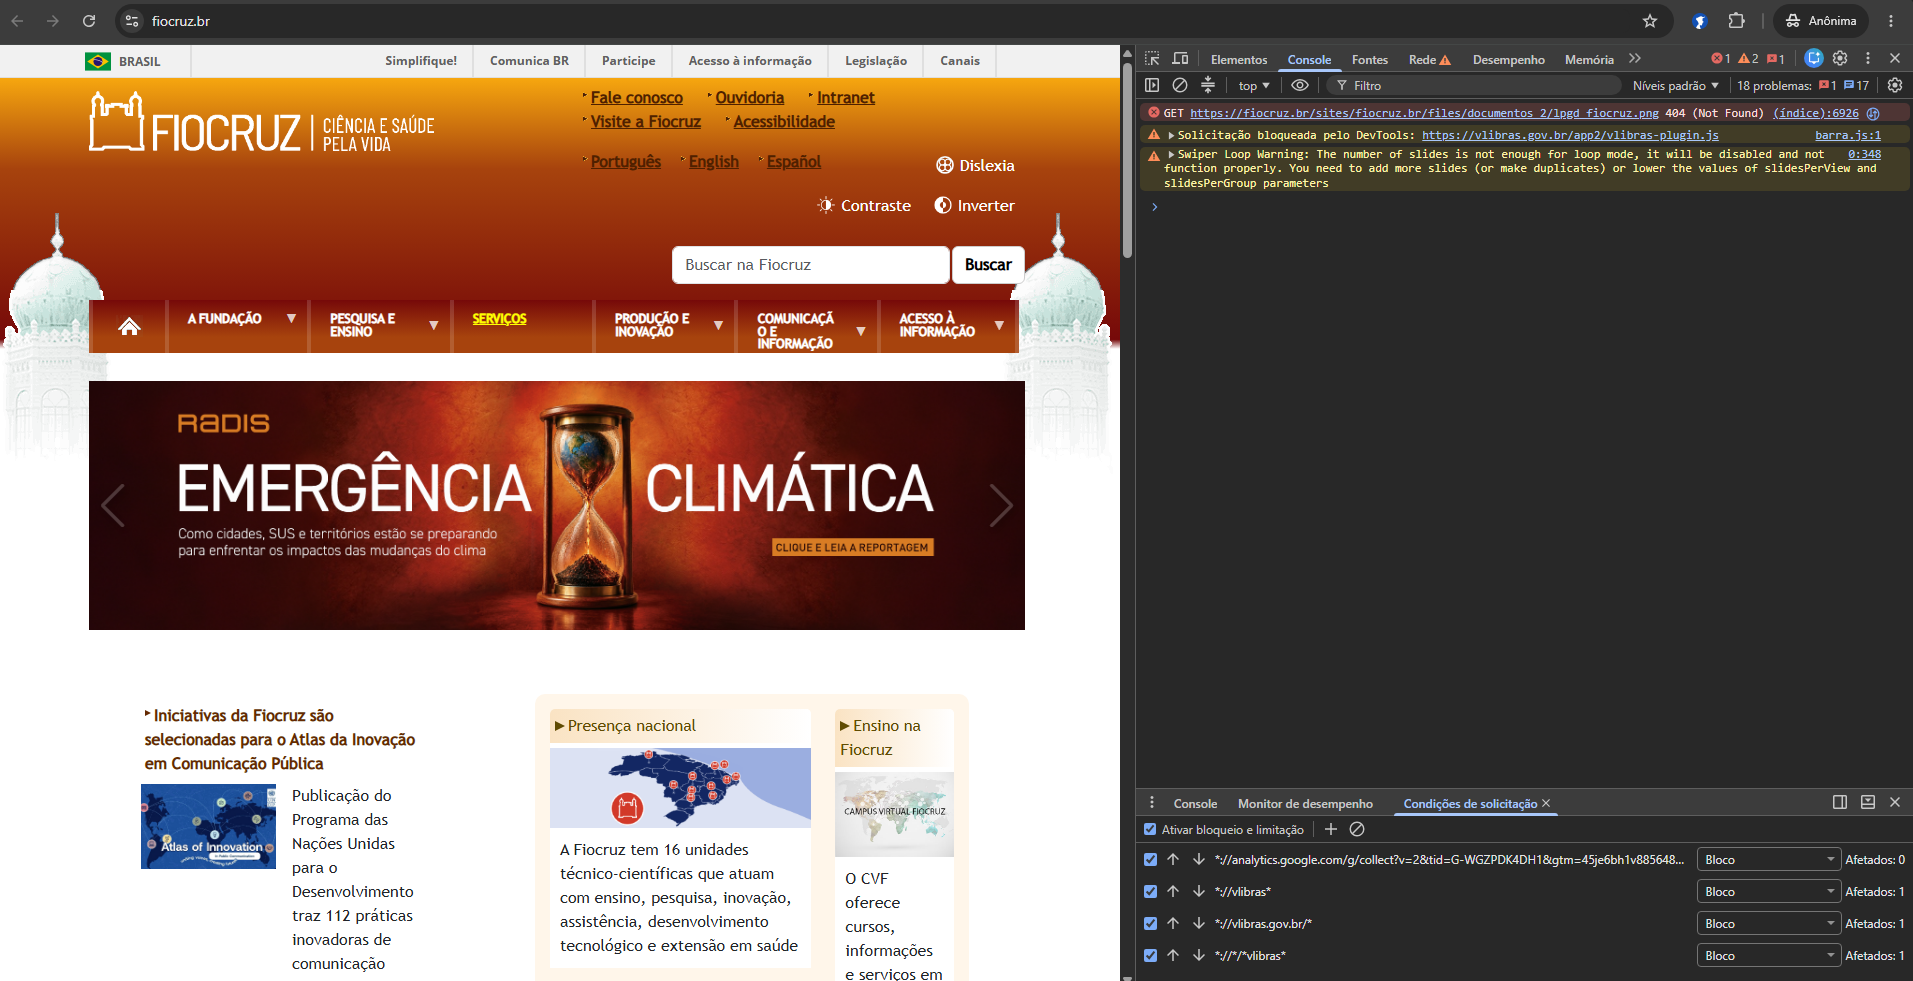 fiocruz.br
Anônima
BRASIL
Simplifique!
Comunica BR
Participe
Acesso à informação
Legislação
Canais
FIOCRUZ
CIÊNCIA E SAÚDE
PELA VIDA
Fale conosco
Ouvidoria
Intranet
Visite a Fiocruz
Acessibilidade
Português
English
Español
Dislexia
Contraste
Inverter
Buscar na Fiocruz
Buscar
A FUNDAÇÃO
PESQUISA E
ENSINO
SERVIÇOS
PRODUÇÃO E
INOVAÇÃO
COMUNICAÇÃ
O E
INFORMAÇÃO
ACESSO À
INFORMAÇÃO
RADIS
EMERGÊNCIA CLIMÁTICA
Como cidades, SUS e territórios estão se preparando
para enfrentar os impactos das mudanças do clima
CLIQUE E LEIA A REPORTAGEM
Iniciativas da Fiocruz são
selecionadas para o Atlas da Inovação
em Comunicação Pública
Atlas of Innovation
Publicação do
Programa das
Nações Unidas
para o
Desenvolvimento
traz 112 práticas
inovadoras de
comunicação
Presença nacional
A Fiocruz tem 16 unidades
técnico-científicas que atuam
com ensino, pesquisa, inovação,
assistência, desenvolvimento
tecnológico e extensão em saúde
Ensino na
Fiocruz
CAMPUS VIRTUAL FIOCRUZ
O CVF
oferece
cursos,
informações
e serviços em
Elementos
Console
Fontes
Rede
Desempenho
Memória
1
2
1
top
Filtro
Níveis padrão
18 problemas: 1 17
GET https://fiocruz.br/sites/fiocruz.br/files/documentos_2/lpgd_fiocruz.png 404 (Not Found) (índice):6926
Solicitação bloqueada pelo DevTools: https://vlibras.gov.br/app2/vlibras-plugin.js barra.js:1
Swiper Loop Warning: The number of slides is not enough for loop mode, it will be disabled and not 0:348
function properly. You need to add more slides (or make duplicates) or lower the values of slidesPerView and
slidesPerGroup parameters
Console
Monitor de desempenho
Condições de solicitação
Ativar bloqueio e limitação
*://analytics.google.com/g/collect?v=2&tid=G-WGZPDK4DH1&gtm=45je6bh1v885648... Bloco Afetados: 0
*://vlibras* Bloco Afetados: 1
*://vlibras.gov.br/* Bloco Afetados: 1
*://*/*vlibras* Bloco Afetados: 1